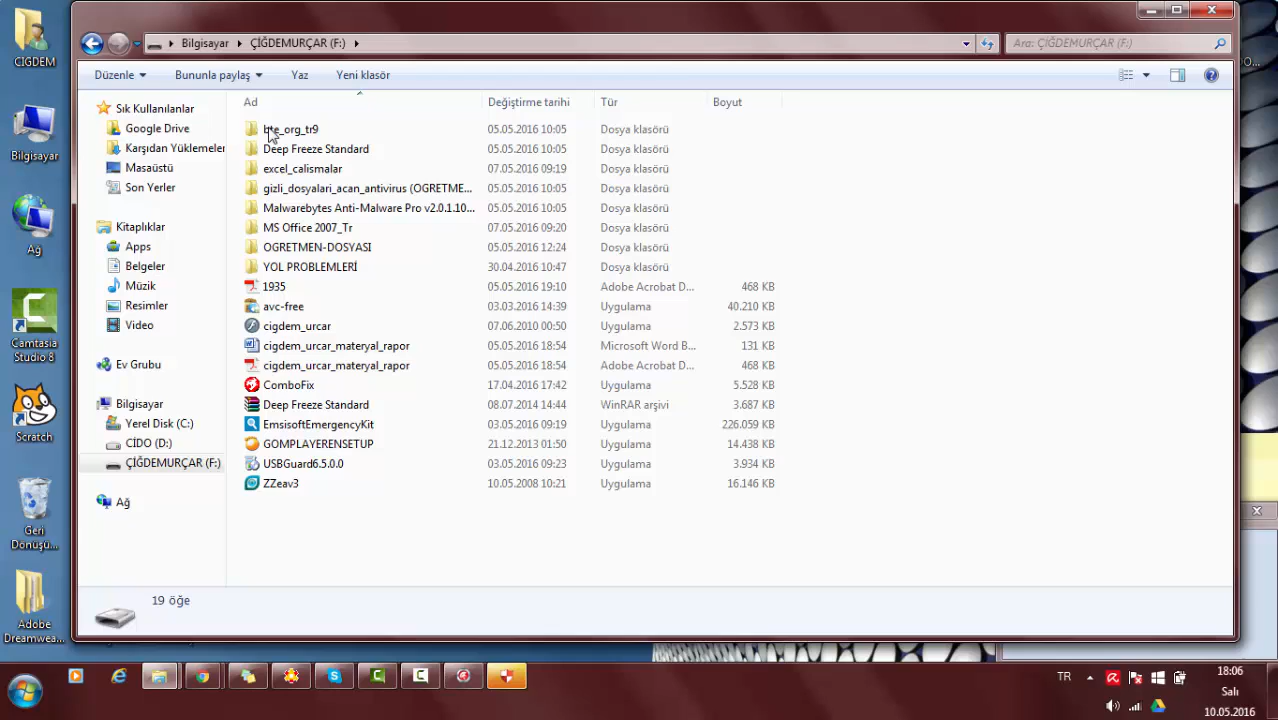 CIGDEM
Bilgisayar
Ağ
Camtasia
Studio 8
Scratch
Geri
Dönüşü...
Adobe
Dreamwea...
Bilgisayar
ÇİĞDEMURÇAR (F:)
Ara: ÇİĞDEMURÇAR (F:)
Düzenle
Bununla paylaş
Yaz
Yeni klasör
Sık Kullanılanlar
Google Drive
Karşıdan Yüklemeler
Masaüstü
Son Yerler
Kitaplıklar
Apps
Belgeler
Müzik
Resimler
Video
Ev Grubu
Bilgisayar
Yerel Disk (C:)
CİDO (D:)
ÇİĞDEMURÇAR (F:)
Ağ
Ad Değiştirme tarihi Tür Boyut
bte_org_tr9 05.05.2016 10:05 Dosya klasörü
Deep Freeze Standard 05.05.2016 10:05 Dosya klasörü
excel_calismalar 07.05.2016 09:19 Dosya klasörü
gizli_dosyalari_acan_antivirus (OGRETME... 05.05.2016 10:05 Dosya klasörü
Malwarebytes Anti-Malware Pro v2.0.1.10... 05.05.2016 10:05 Dosya klasörü
MS Office 2007_Tr 07.05.2016 09:20 Dosya klasörü
OGRETMEN-DOSYASI 05.05.2016 12:24 Dosya klasörü
YOL PROBLEMLERİ 30.04.2016 10:47 Dosya klasörü
1935 05.05.2016 19:10 Adobe Acrobat D... 468 KB
avc-free 03.03.2016 14:39 Uygulama 40.210 KB
cigdem_urcar 07.06.2010 00:50 Uygulama 2.573 KB
cigdem_urcar_materyal_rapor 05.05.2016 18:54 Microsoft Word B... 131 KB
cigdem_urcar_materyal_rapor 05.05.2016 18:54 Adobe Acrobat D... 468 KB
ComboFix 17.04.2016 17:42 Uygulama 5.528 KB
Deep Freeze Standard 08.07.2014 14:44 WinRAR arşivi 3.687 KB
EmsisoftEmergencyKit 03.05.2016 09:19 Uygulama 226.059 KB
GOMPLAYERENSETUP 21.12.2013 01:50 Uygulama 14.438 KB
USBGuard6.5.0.0 03.05.2016 09:23 Uygulama 3.934 KB
ZZeav3 10.05.2008 10:21 Uygulama 16.146 KB
19 öğe
TR
18:06
Salı
10.05.2016